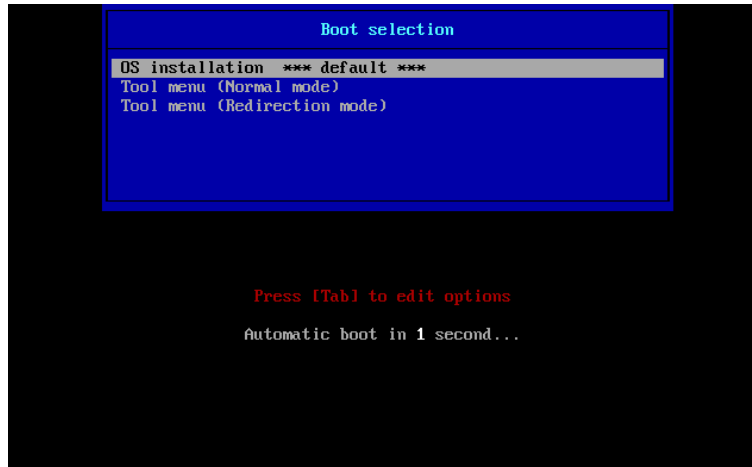 Boot selection
OS installation *** default ***
Tool menu (Normal mode)
Tool menu (Redirection mode)
Press [Tab] to edit options
Automatic boot in 1 second...